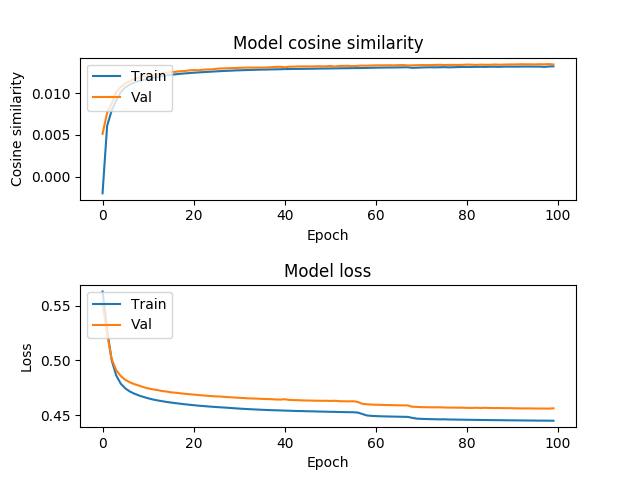 Model cosine similarity
Cosine similarity
0.010
0.005
0.000
Train
Val
0 20 40 60 80 100
Epoch
Model loss
Loss
0.55
0.50
0.45
Train
Val
0 20 40 60 80 100
Epoch